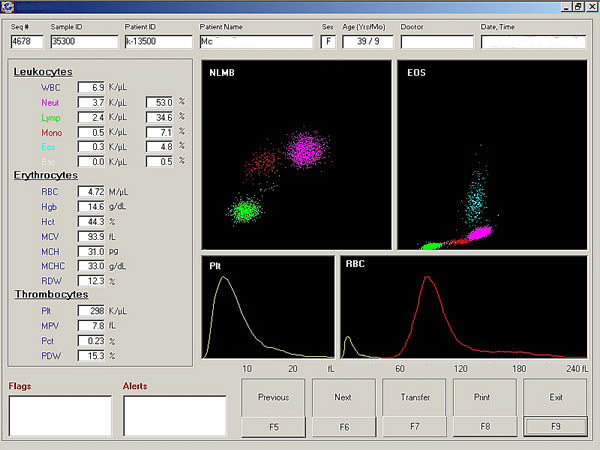 Seq # Sample ID Patient ID Patient Name Sex Age (Yrs/Mo) Doctor Date, Time
4678 35300 k-13500 Mc F 39 / 9
Leukocytes
WBC 6.9 K/µL
Neut 3.7 K/µL 53.0 %
Lymp 2.4 K/µL 34.6 %
Mono 0.5 K/µL 7.1 %
Eos 0.3 K/µL 4.8 %
Bas 0.0 K/µL 0.5 %
Erythrocytes
RBC 4.72 M/µL
Hgb 14.6 g/dL
Hct 44.3 %
MCV 93.9 fL
MCH 31.0 pg
MCHC 33.0 g/dL
RDW 12.3 %
Thrombocytes
Plt 298 K/µL
MPV 7.8 fL
Pct 0.23 %
PDW 15.3 %
NLMB
EOS
Plt
10 20 fL
RBC
60 120 180 240 fL
Flags Alerts
Previous Next Transfer Print Exit
F5 F6 F7 F8 F9